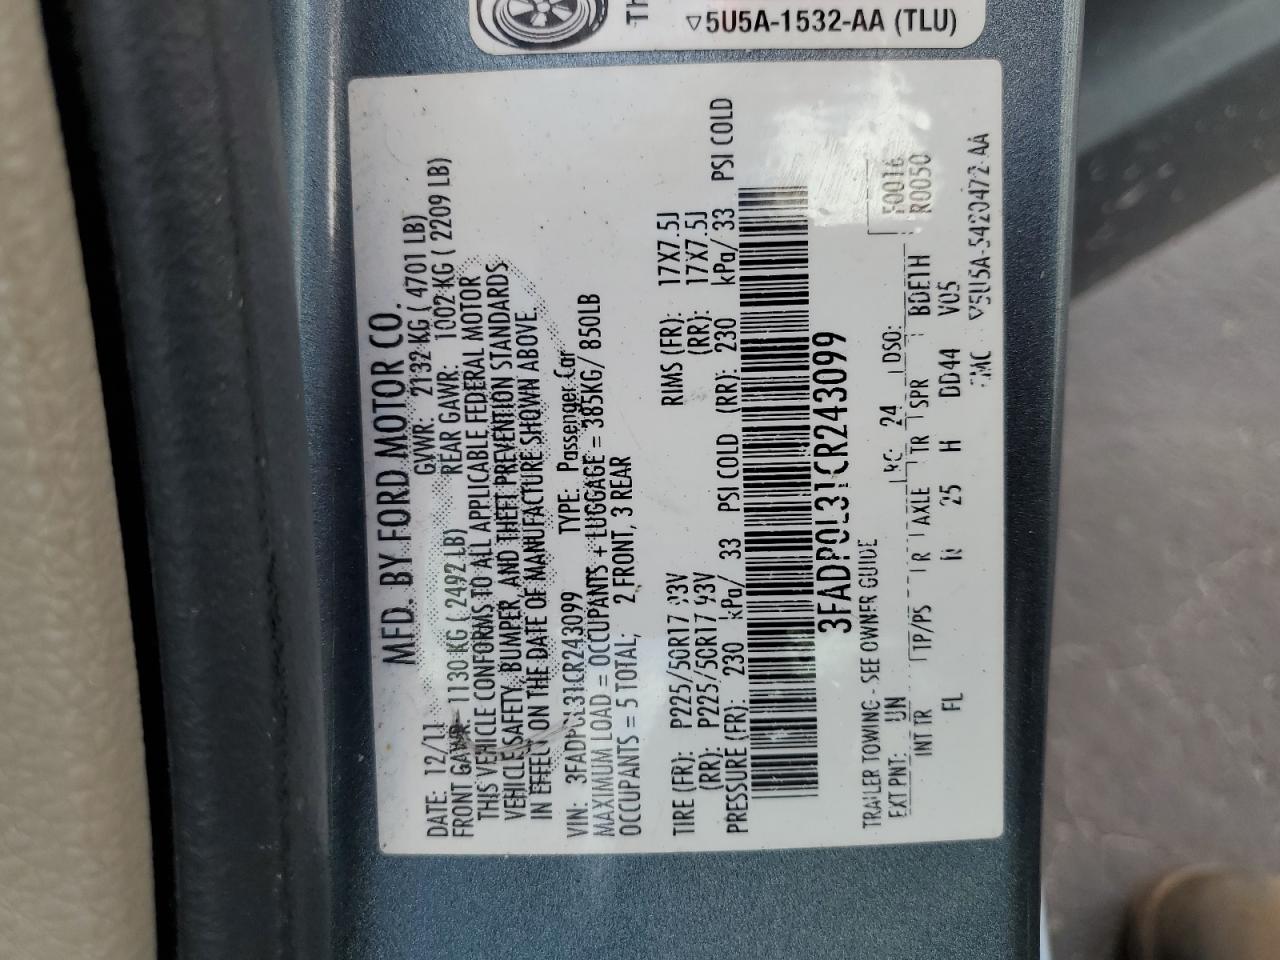 TH
▽5U5A-1532-AA (TLU)
MFD. BY FORD MOTOR CO.
DATE: 12/11 GVWR: 2132 KG ( 4701 LB)
FRONT GAWR: 1130 KG ( 2492 LB) REAR GAWR: 1002 KG ( 2209 LB)
THIS VEHICLE CONFORMS TO ALL APPLICABLE FEDERAL MOTOR
VEHICLE SAFETY, BUMPER, AND THEFT PREVENTION STANDARDS
IN EFFECT ON THE DATE OF MANUFACTURE SHOWN ABOVE.
VIN: 3FADP0L31CR243099 TYPE: Passenger Car
MAXIMUM LOAD = OCCUPANTS + LUGGAGE = 385KG/ 850LB
OCCUPANTS = 5 TOTAL, 2 FRONT, 3 REAR
TIRE (FR): P225/50R17 93V RIMS (FR): 17X7.5J
(RR): P225/50R17 93V (RR): 17X7.5J
PRESSURE (FR): 230 kPa/ 33 PSI COLD (RR): 230 kPa/ 33 PSI COLD
3FADP0L31CR243099
TRAILER TOWING - SEE OWNER GUIDE
EXT PNT: UN RC: 24 DSO: F0016
INT TR TP/PS R AXLE TR SPR BDE1H R0050
FL 25 H DD44 V05
▽5U5A-5420472-AA